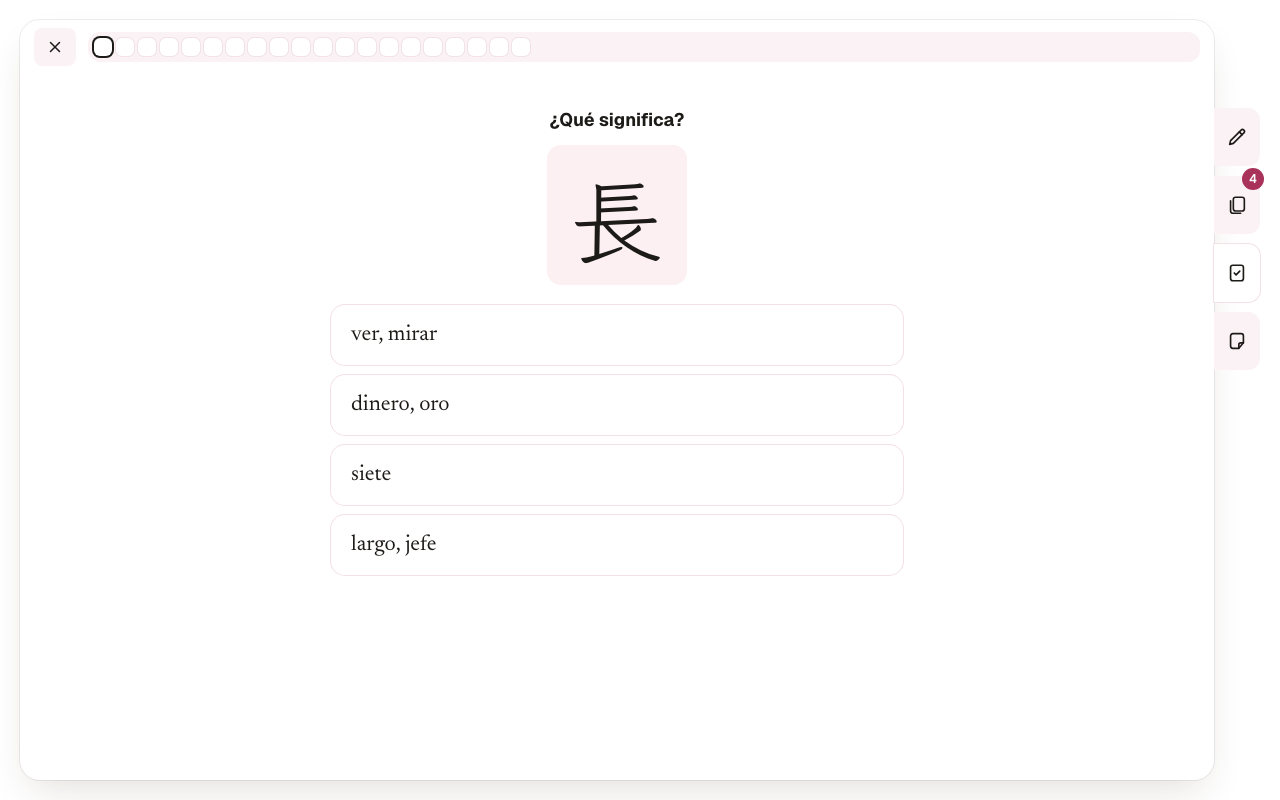 ¿Qué significa?
長
ver, mirar
dinero, oro
siete
largo, jefe
4